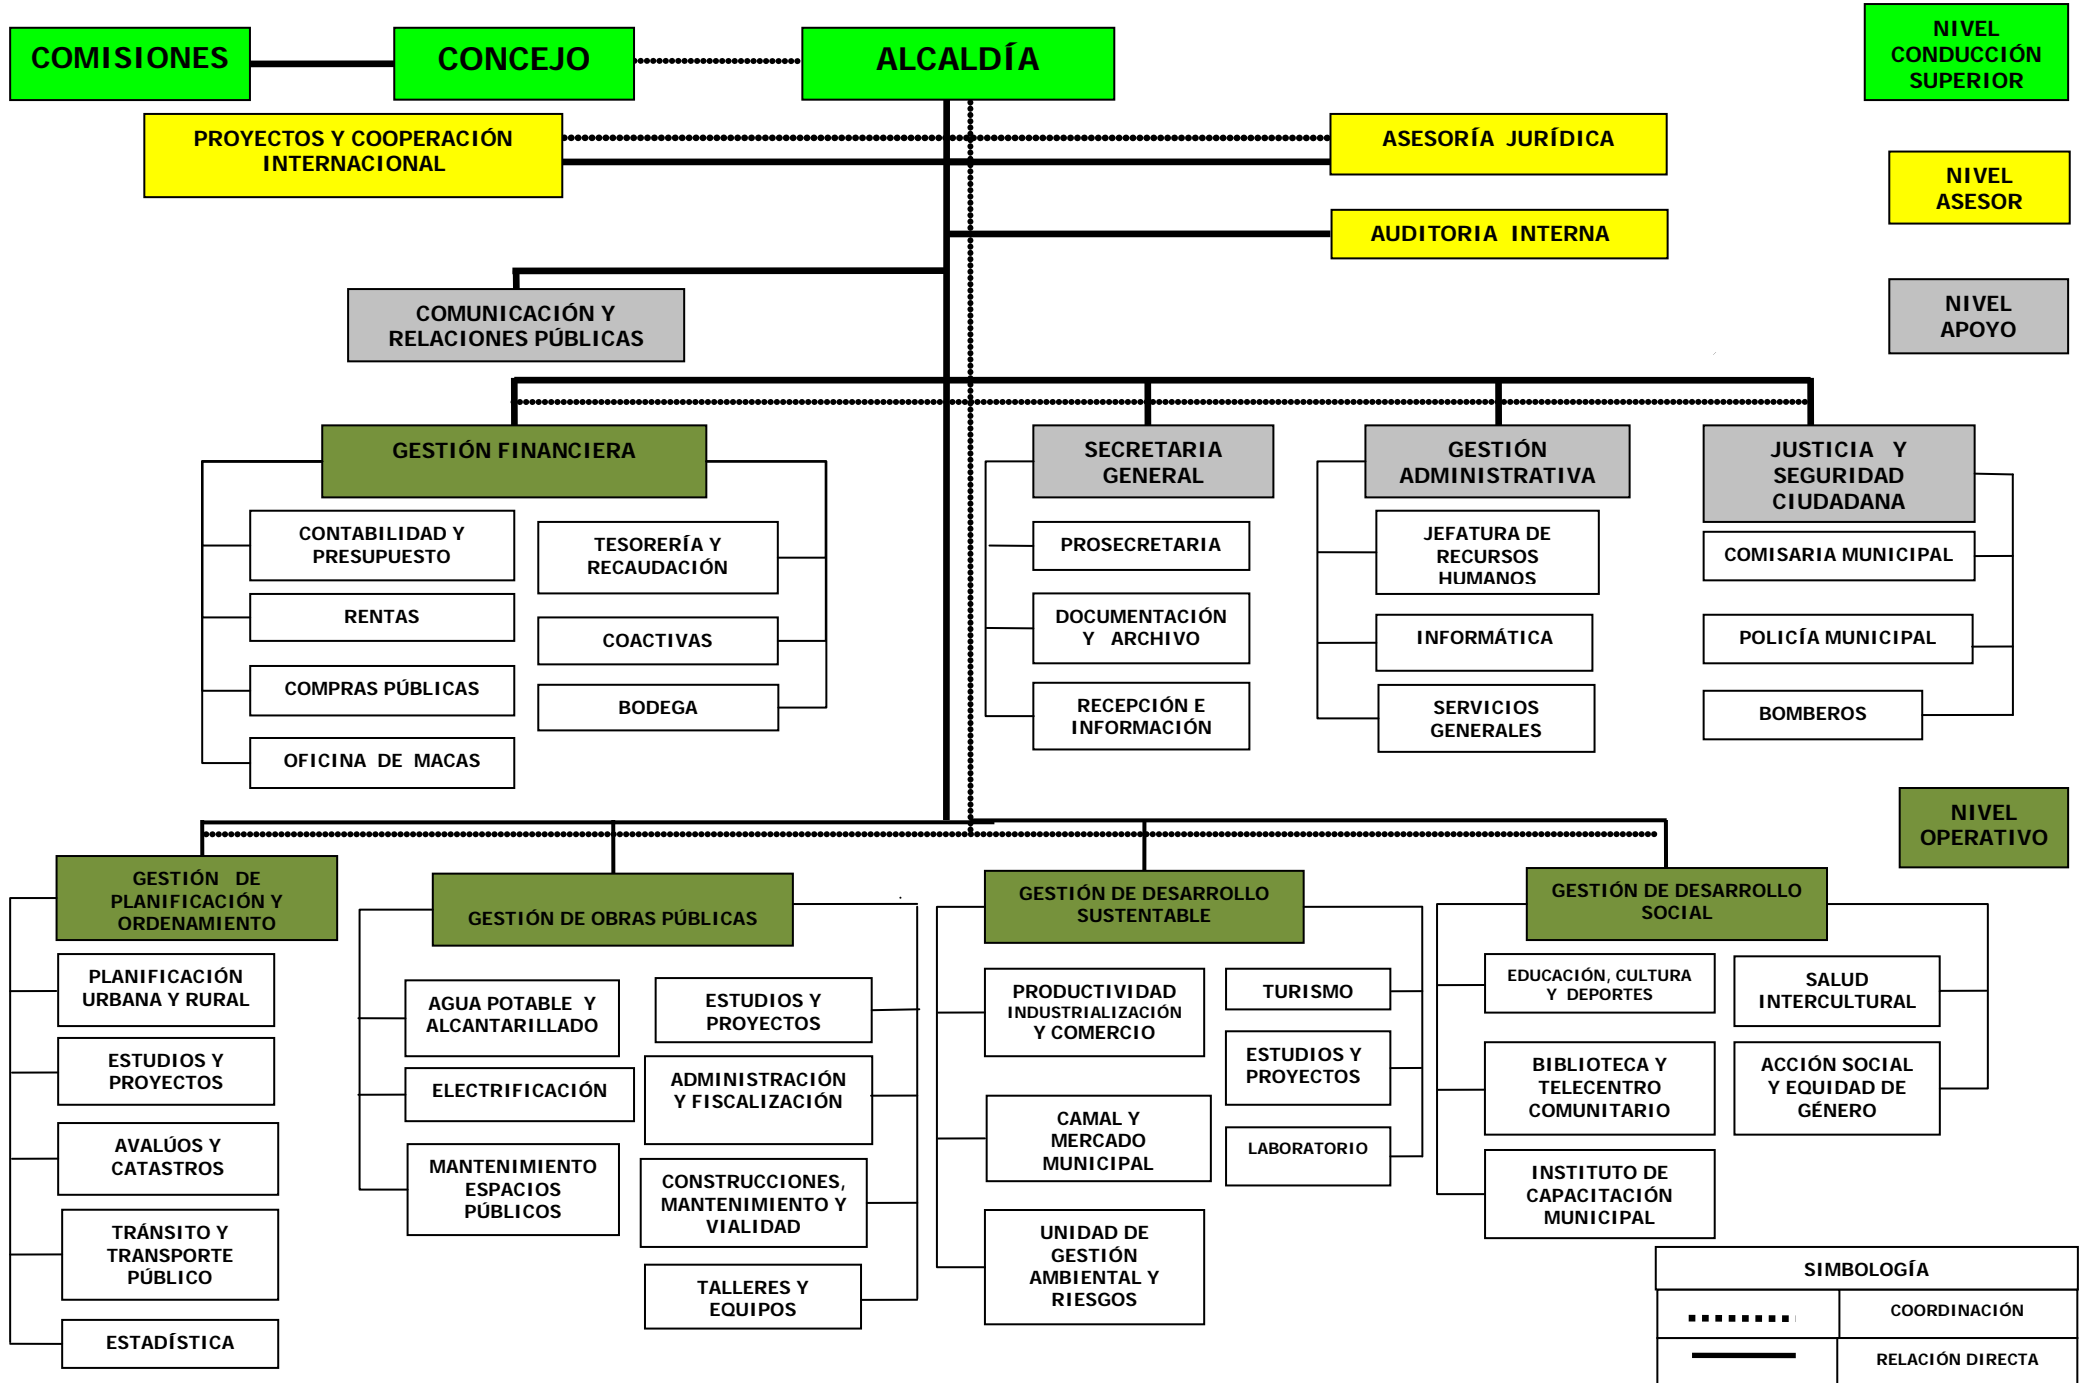 COMISIONES
CONCEJO
ALCALDÍA
NIVEL
CONDUCCIÓN
SUPERIOR
PROYECTOS Y COOPERACIÓN
INTERNACIONAL
ASESORÍA JURÍDICA
NIVEL
ASESOR
AUDITORIA INTERNA
COMUNICACIÓN Y
RELACIONES PÚBLICAS
NIVEL
APOYO
GESTIÓN FINANCIERA
SECRETARIA
GENERAL
GESTIÓN
ADMINISTRATIVA
JUSTICIA Y
SEGURIDAD
CIUDADANA
CONTABILIDAD Y
PRESUPUESTO
RENTAS
COMPRAS PÚBLICAS
OFICINA DE MACAS
TESORERÍA Y
RECAUDACIÓN
COACTIVAS
BODEGA
PROSECRETARIA
DOCUMENTACIÓN
Y ARCHIVO
RECEPCIÓN E
INFORMACIÓN
JEFATURA DE
RECURSOS
HUMANOS
INFORMÁTICA
SERVICIOS
GENERALES
COMISARIA MUNICIPAL
POLICÍA MUNICIPAL
BOMBEROS
NIVEL
OPERATIVO
GESTIÓN DE
PLANIFICACIÓN Y
ORDENAMIENTO
PLANIFICACIÓN
URBANA Y RURAL
ESTUDIOS Y
PROYECTOS
AVALÚOS Y
CATASTROS
TRÁNSITO Y
TRANSPORTE
PÚBLICO
ESTADÍSTICA
GESTIÓN DE OBRAS PÚBLICAS
AGUA POTABLE Y
ALCANTARILLADO
ELECTRIFICACIÓN
MANTENIMIENTO
ESPACIOS
PÚBLICOS
ESTUDIOS Y
PROYECTOS
ADMINISTRACIÓN
Y FISCALIZACIÓN
CONSTRUCCIONES,
MANTENIMIENTO Y
VIALIDAD
TALLERES Y
EQUIPOS
GESTIÓN DE DESARROLLO
SUSTENTABLE
PRODUCTIVIDAD
INDUSTRIALIZACIÓN
Y COMERCIO
CAMAL Y
MERCADO
MUNICIPAL
UNIDAD DE
GESTIÓN
AMBIENTAL Y
RIESGOS
TURISMO
ESTUDIOS Y
PROYECTOS
LABORATORIO
GESTIÓN DE DESARROLLO
SOCIAL
EDUCACIÓN, CULTURA
Y DEPORTES
BIBLIOTECA Y
TELECENTRO
COMUNITARIO
INSTITUTO DE
CAPACITACIÓN
MUNICIPAL
SALUD
INTERCULTURAL
ACCIÓN SOCIAL
Y EQUIDAD DE
GÉNERO
SIMBOLOGÍA
COORDINACIÓN
RELACIÓN DIRECTA